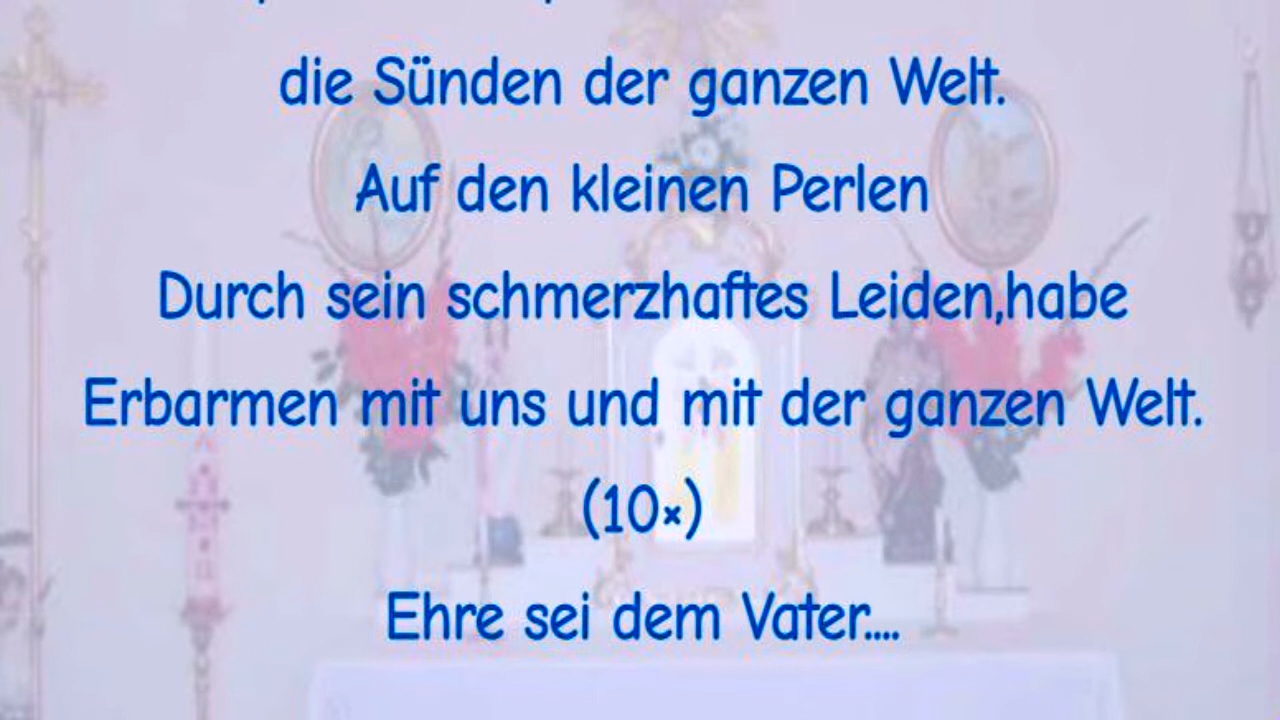 die Sünden der ganzen Welt.
Auf den kleinen Perlen
Durch sein schmerzhaftes Leiden,habe
Erbarmen mit uns und mit der ganzen Welt.
(10×)
Ehre sei dem Vater....